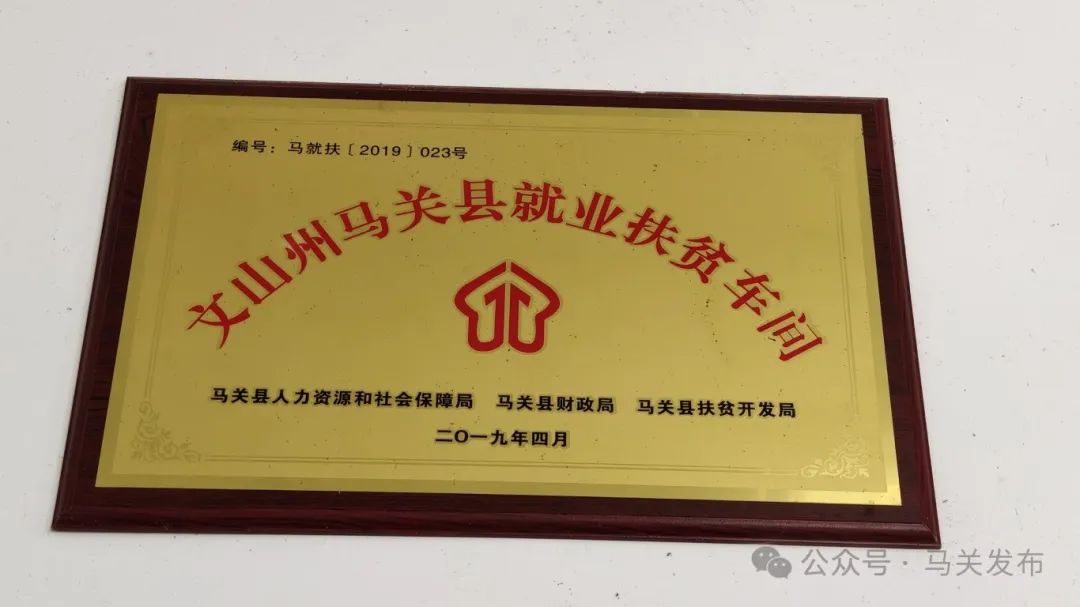 编号：马就扶〔2019〕023号
文山州马关县就业扶贫车间
马关县人力资源和社会保障局 马关县财政局 马关县扶贫开发局
二〇一九年四月
公众号 · 马关发布